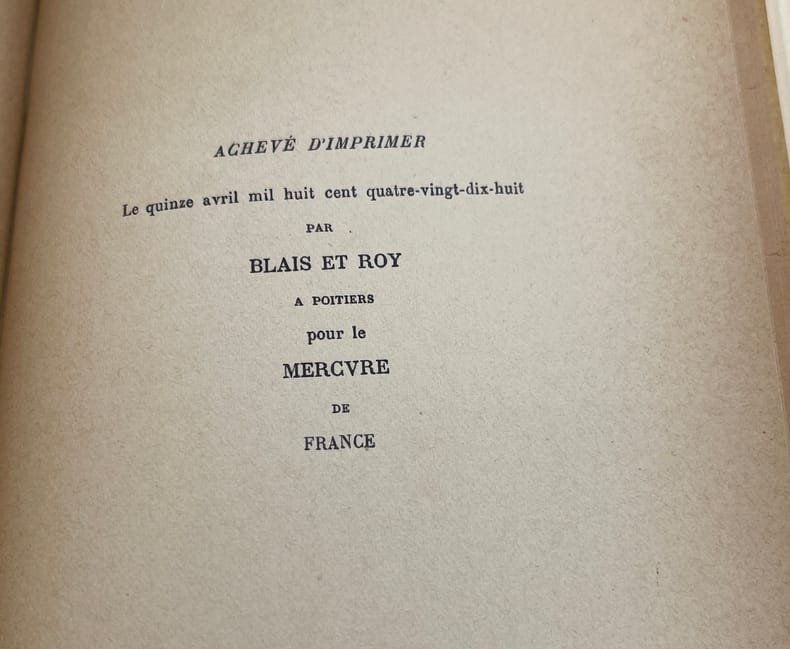 ACHEVÉ D'IMPRIMER
Le quinze avril mil huit cent quatre-vingt-dix-huit
PAR
BLAIS ET ROY
A POITIERS
pour le
MERCVRE
DE
FRANCE